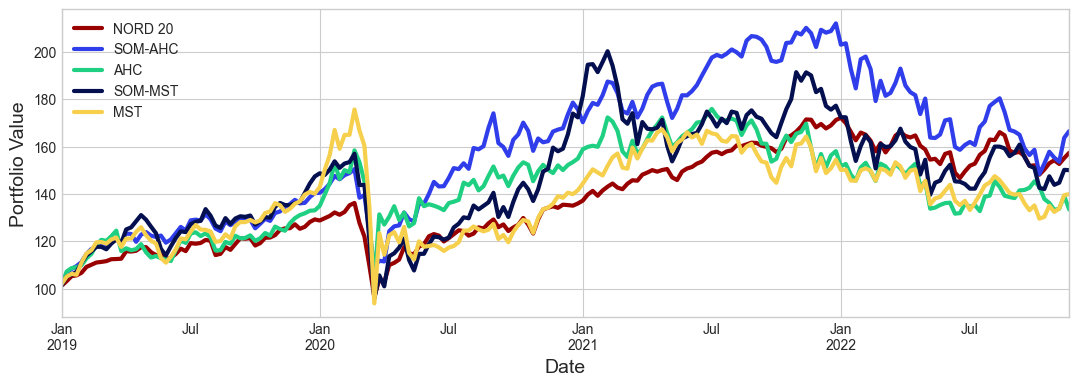 NORD 20
SOM-AHC
AHC
SOM-MST
MST
Portfolio Value
200
180
160
140
120
100
Jan Jul Jan Jul Jan Jul Jan Jul
2019 2020 2021 2022
Date